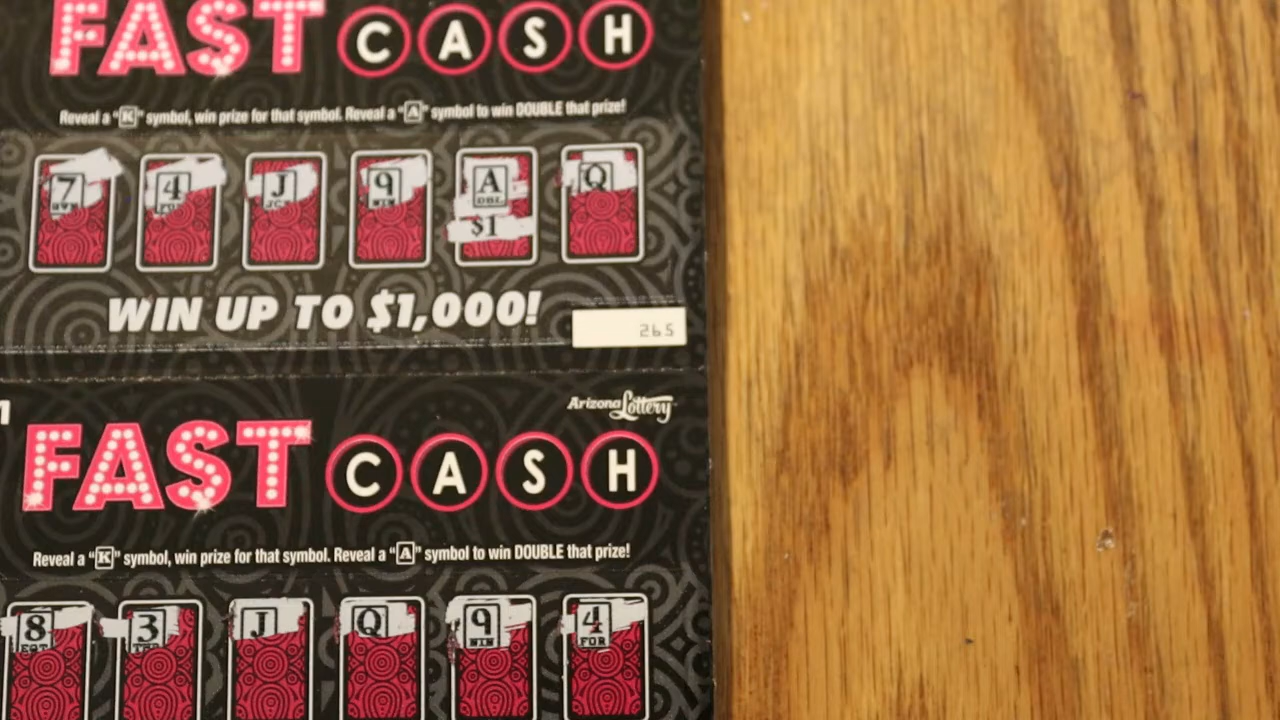 FAST CASH
Reveal a "K" symbol, win prize for that symbol. Reveal a "A" symbol to win DOUBLE that prize!
7 4 J 9 A Q
NIN DBL
$1
WIN UP TO $1,000!
265
Arizona Lottery
FAST CASH
Reveal a "K" symbol, win prize for that symbol. Reveal a "A" symbol to win DOUBLE that prize!
8 3 J Q 9 4
NIN FOR